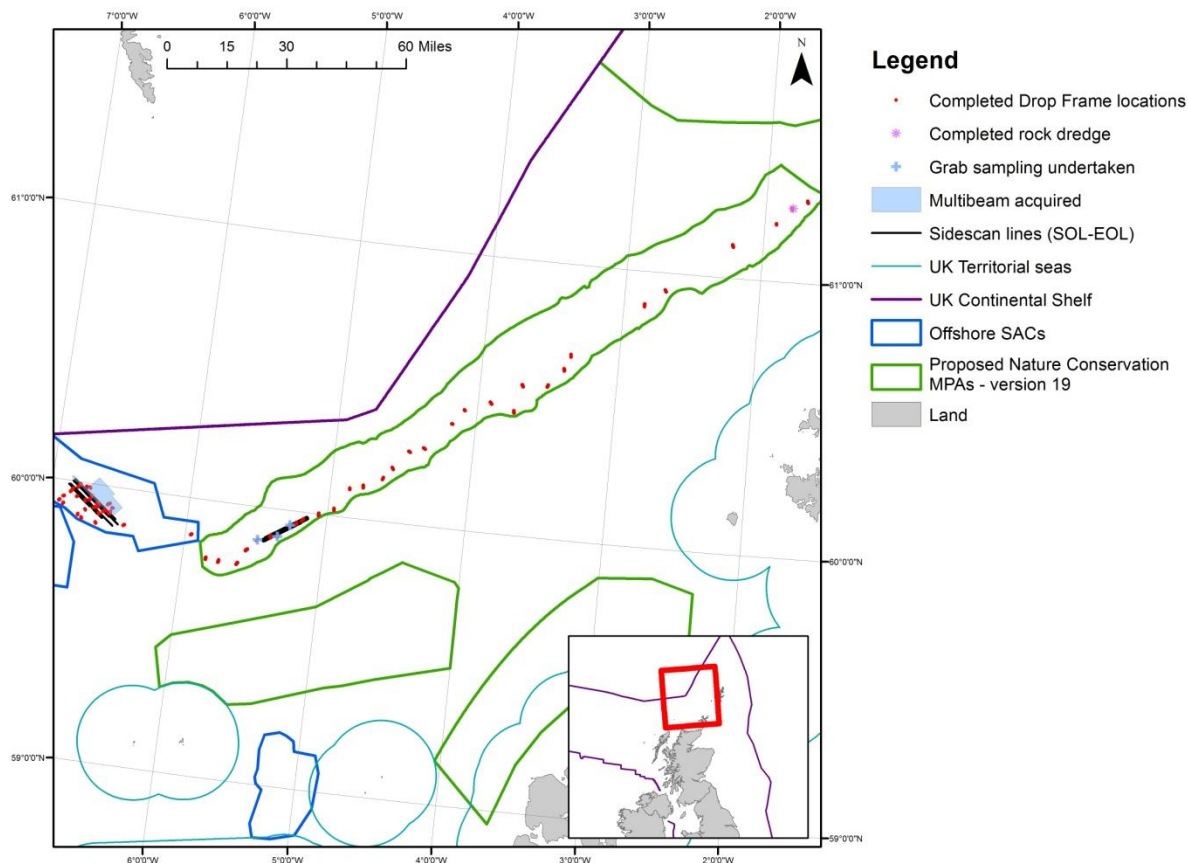 7°0'0"W 6°0'0"W 5°0'0"W 4°0'0"W 3°0'0"W 2°0'0"W
0 15 30 60 Miles
N
61°0'0"N
61°0'0"N
60°0'0"N
60°0'0"N
59°0'0"N
59°0'0"N
6°0'0"W 5°0'0"W 4°0'0"W 3°0'0"W 2°0'0"W
Legend
Completed Drop Frame locations
Completed rock dredge
Grab sampling undertaken
Multibeam acquired
Sidescan lines (SOL-EOL)
UK Territorial seas
UK Continental Shelf
Offshore SACs
Proposed Nature Conservation
MPAs - version 19
Land